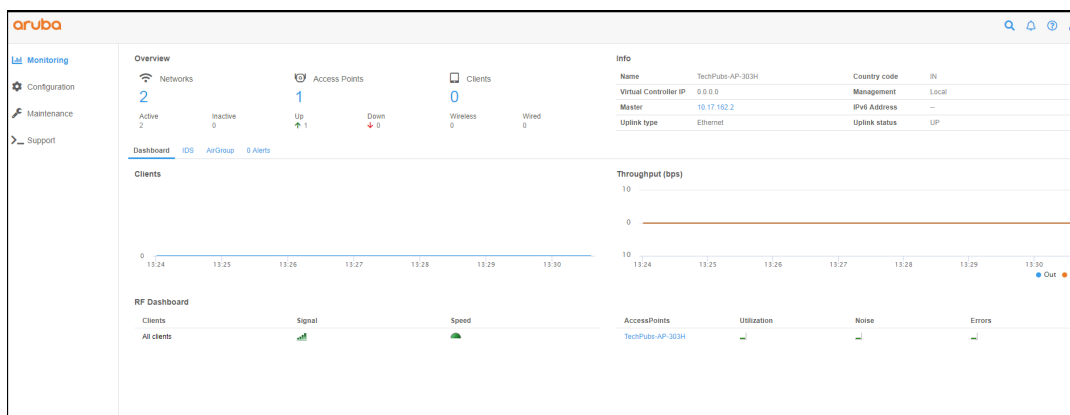 aruba
Monitoring
Configuration
Maintenance
Support
Overview
Networks
2
Active Inactive
2 0
Access Points
1
Up Down
1 0
Clients
0
Wireless Wired
0 0
Info
Name TechPubs-AP-303H Country code IN
Virtual Controller IP 0.0.0.0 Management Local
Master 10.17.162.2 IPv6 Address --
Uplink type Ethernet Uplink status UP
Dashboard IDS AirGroup 0 Alerts
Clients
0
13:24 13:25 13:26 13:27 13:28 13:29 13:30
Throughput (bps)
10
0
10
13:24 13:25 13:26 13:27 13:28 13:29 13:30
Out
RF Dashboard
Clients Signal Speed
All clients
AccessPoints Utilization Noise Errors
TechPubs-AP-303H